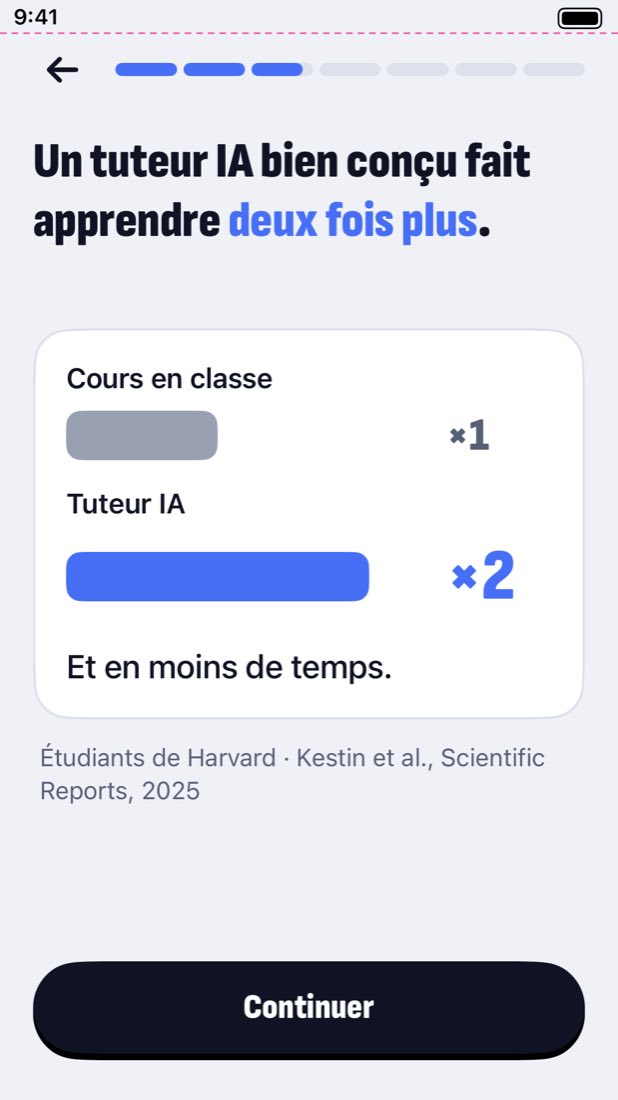 9:41
Un tuteur IA bien conçu fait
apprendre deux fois plus.
Cours en classe
×1
Tuteur IA
×2
Et en moins de temps.
Étudiants de Harvard · Kestin et al., Scientific
Reports, 2025
Continuer